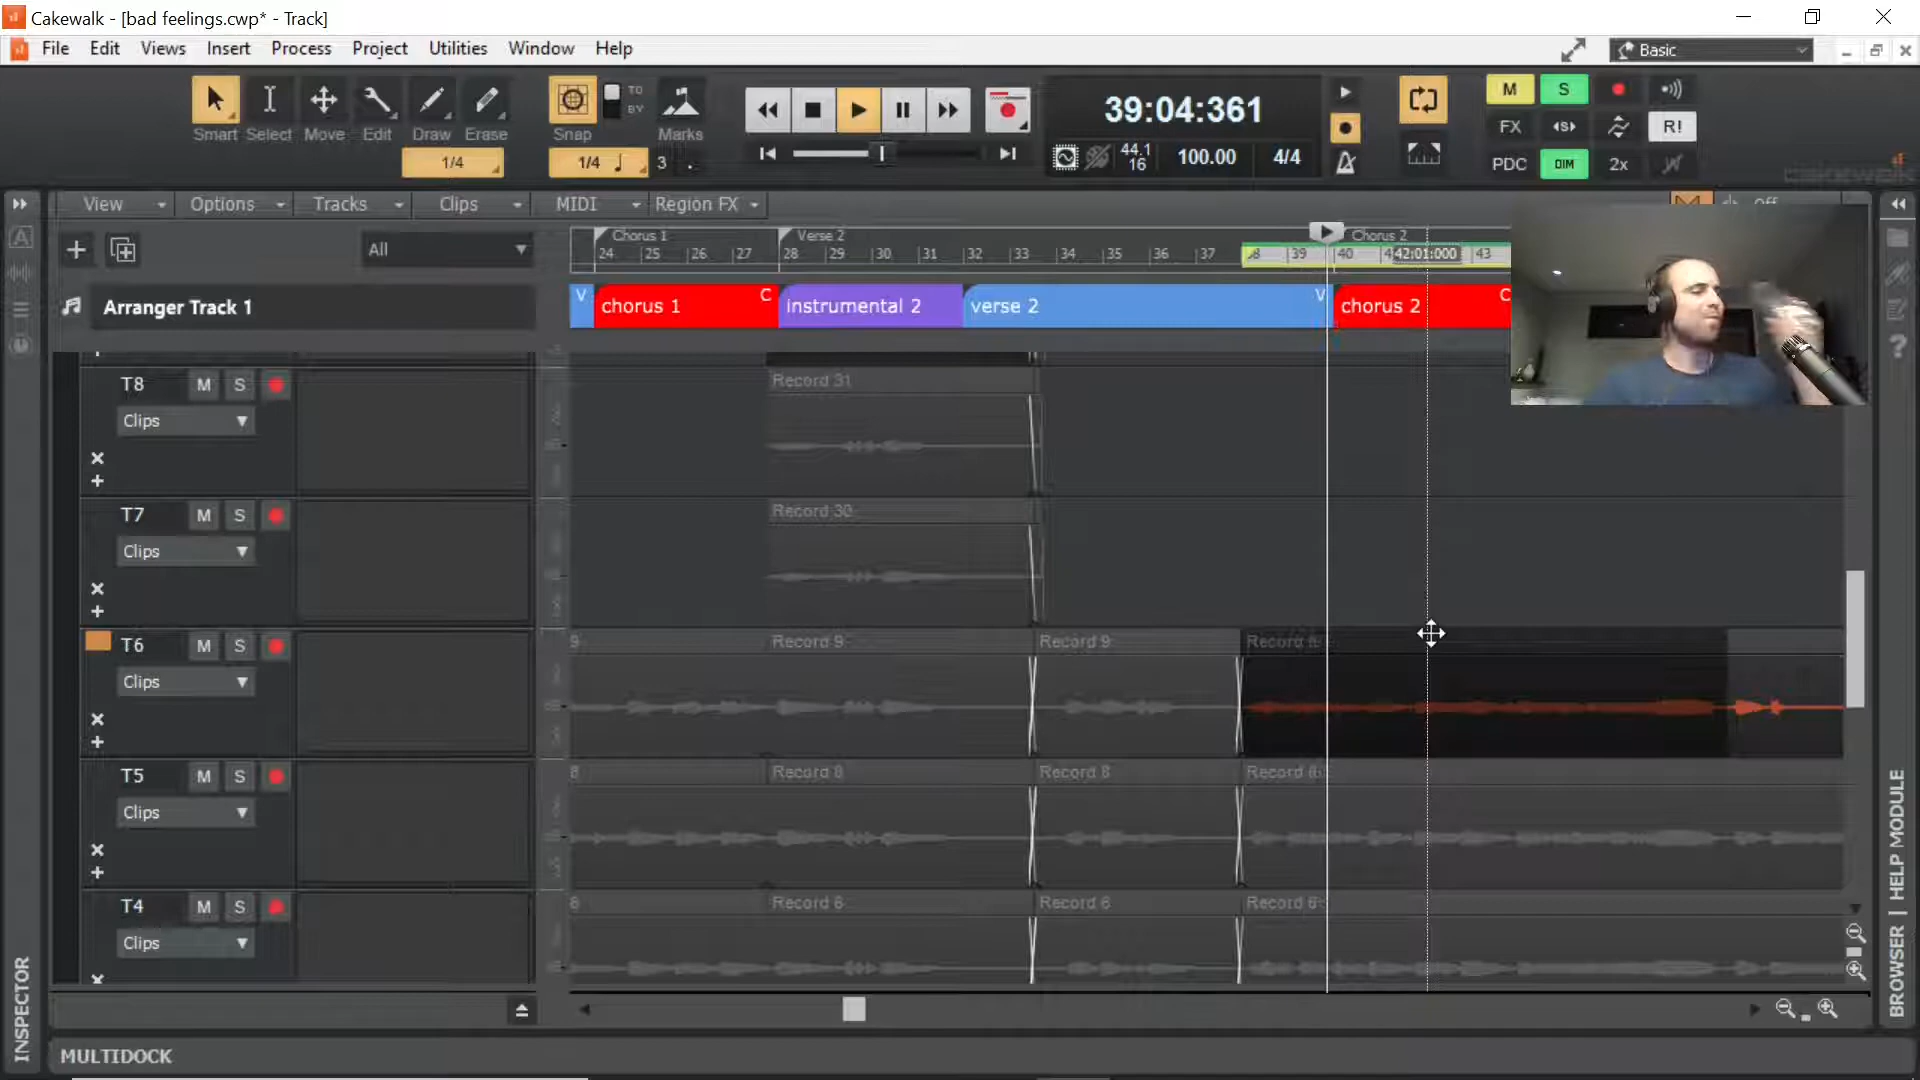 Cakewalk - [bad feelings.cwp* - Track]
File Edit Views Insert Process Project Utilities Window Help
Basic
Smart Select Move Edit Draw Erase
1/4
Snap
TO
BY
Marks
1/4
3
39:04:361
44.1
16
100.00
4/4
M S
FX R!
PDC DIM 2x
cakewalk
View Options Tracks Clips MIDI Region FX
Off
All
Chorus 1 Verse 2 Chorus 2
24 25 26 27 28 29 30 31 32 33 34 35 36 37 38 39 40 42:01:000 43
Arranger Track 1
V chorus 1 C instrumental 2 verse 2 V chorus 2 C
T8 M S Record 31
Clips
T7 M S Record 30
Clips
T6 M S 9 Record 9 Record 9 Record 8
Clips
T5 M S 8 Record 8 Record 8 Record 8
Clips
T4 M S 6 Record 6 Record 6 Record 6
Clips
INSPECTOR
BROWSER | HELP MODULE
MULTIDOCK